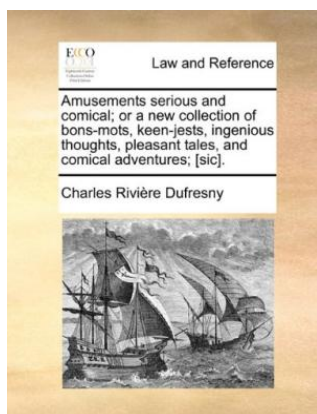 ECCO
Law and Reference
Amusements serious and
comical; or a new collection of
bons-mots, keen-jests, ingenious
thoughts, pleasant tales, and
comical adventures; [sic].
Charles Rivière Dufresny